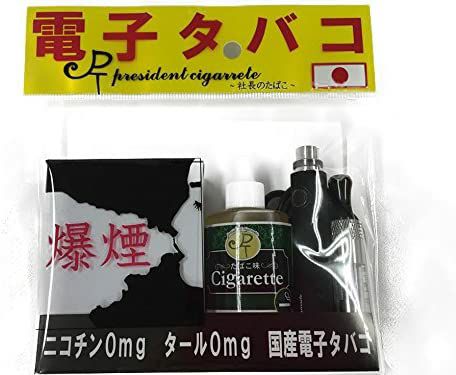 電子タバコ
PT
president cigarrete
~社長のたばこ~
爆煙
PT
たばこ味
Cigarette
ニコチン0mg タール0mg 国産電子タバコ